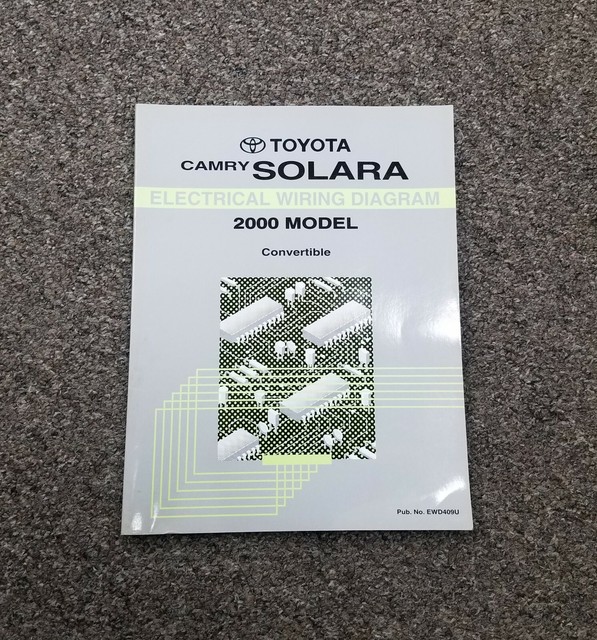 TOYOTA
CAMRY SOLARA
ELECTRICAL WIRING DIAGRAM
2000 MODEL
Convertible
Pub. No. EWD409U